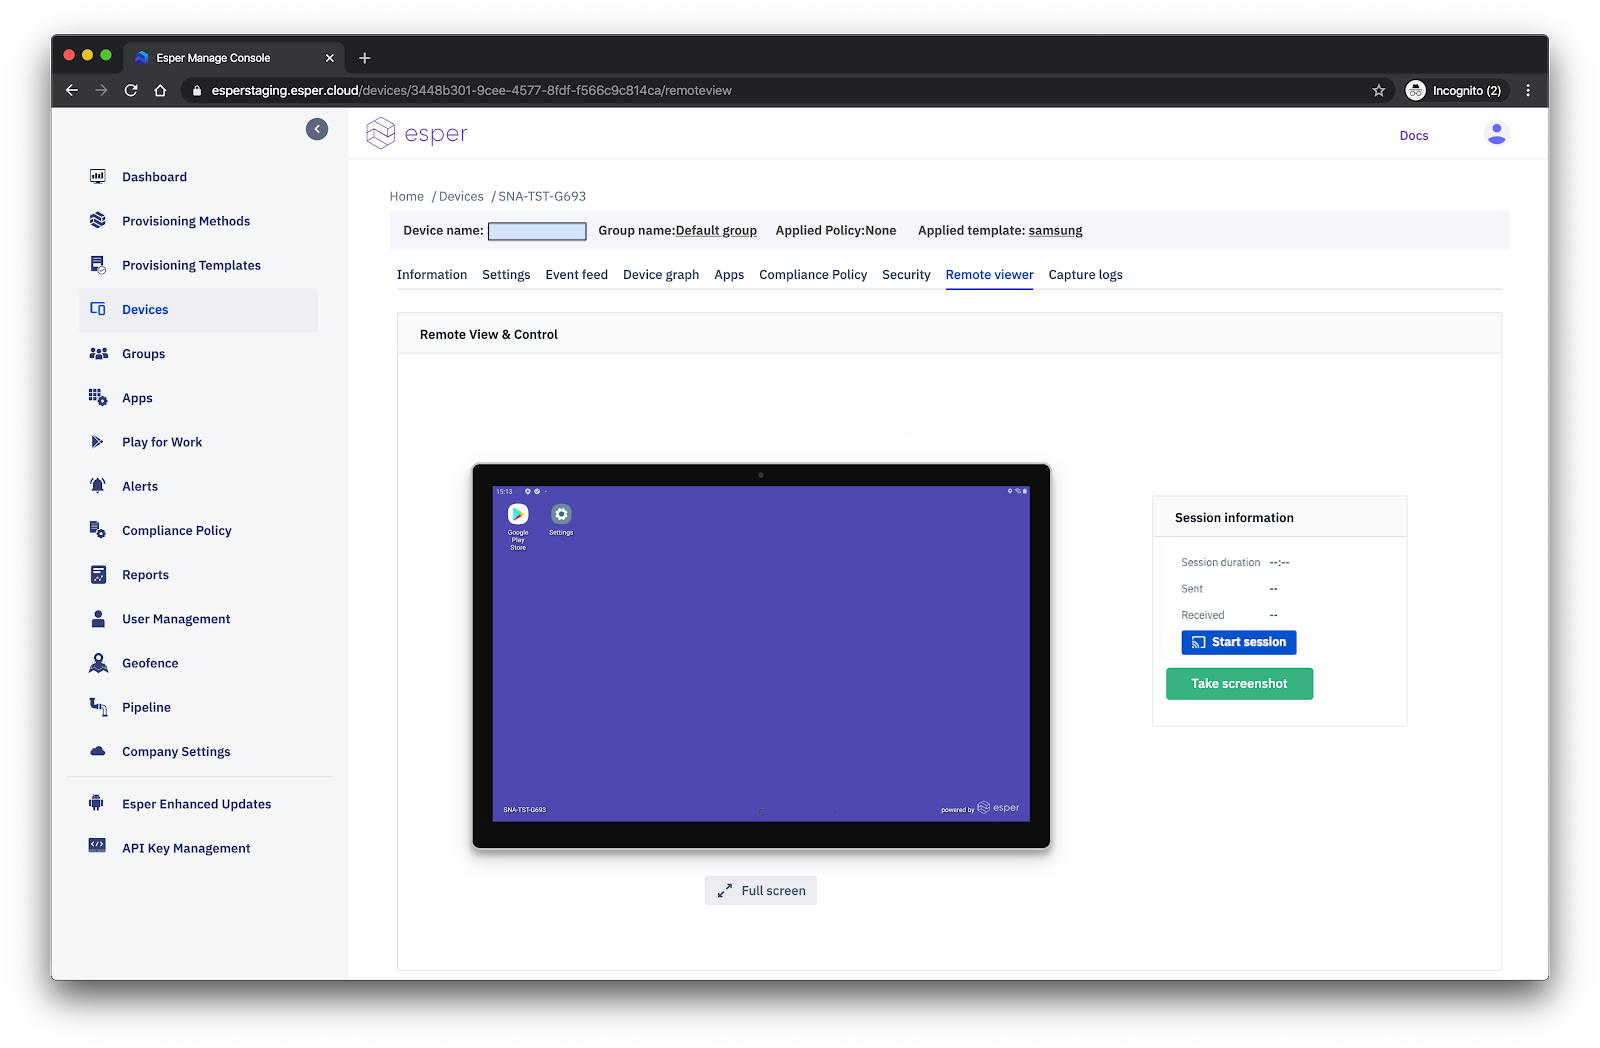 Esper Manage Console
esperstaging.esper.cloud/devices/3448b301-9cee-4577-8fdf-f566c9c814ca/remoteview
Incognito (2)
esper
Docs
Dashboard
Provisioning Methods
Provisioning Templates
Devices
Groups
Apps
Play for Work
Alerts
Compliance Policy
Reports
User Management
Geofence
Pipeline
Company Settings
Esper Enhanced Updates
API Key Management
Home / Devices / SNA-TST-G693
Device name: Group name:Default group Applied Policy:None Applied template: samsung
Information Settings Event feed Device graph Apps Compliance Policy Security Remote viewer Capture logs
Remote View & Control
15:13
Google Play Store
Settings
SNA-TST-G693
powered by esper
Full screen
Session information
Session duration --:--
Sent --
Received --
Start session
Take screenshot